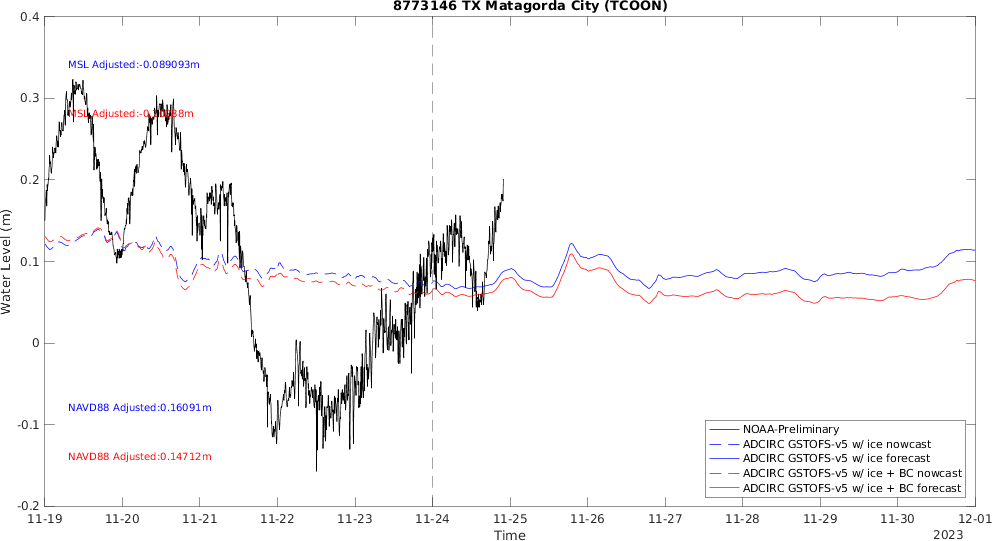 8773146 TX Matagorda City (TCOON)
0.4
MSL Adjusted:-0.089093m
0.3
MSL Adjusted:
0.2
Water Level (m)
0.1
0
NAVD88 Adjusted:0.16091m
-0.1
NAVD88 Adjusted:0.14712m
-0.2
NOAA-Preliminary
ADCIRC GSTOFS-v5 w/ ice nowcast
ADCIRC GSTOFS-v5 w/ ice forecast
ADCIRC GSTOFS-v5 w/ ice + BC nowcast
ADCIRC GSTOFS-v5 w/ ice + BC forecast
11-19 11-20 11-21 11-22 11-23 11-24 11-25 11-26 11-27 11-28 11-29 11-30 12-01
Time
2023